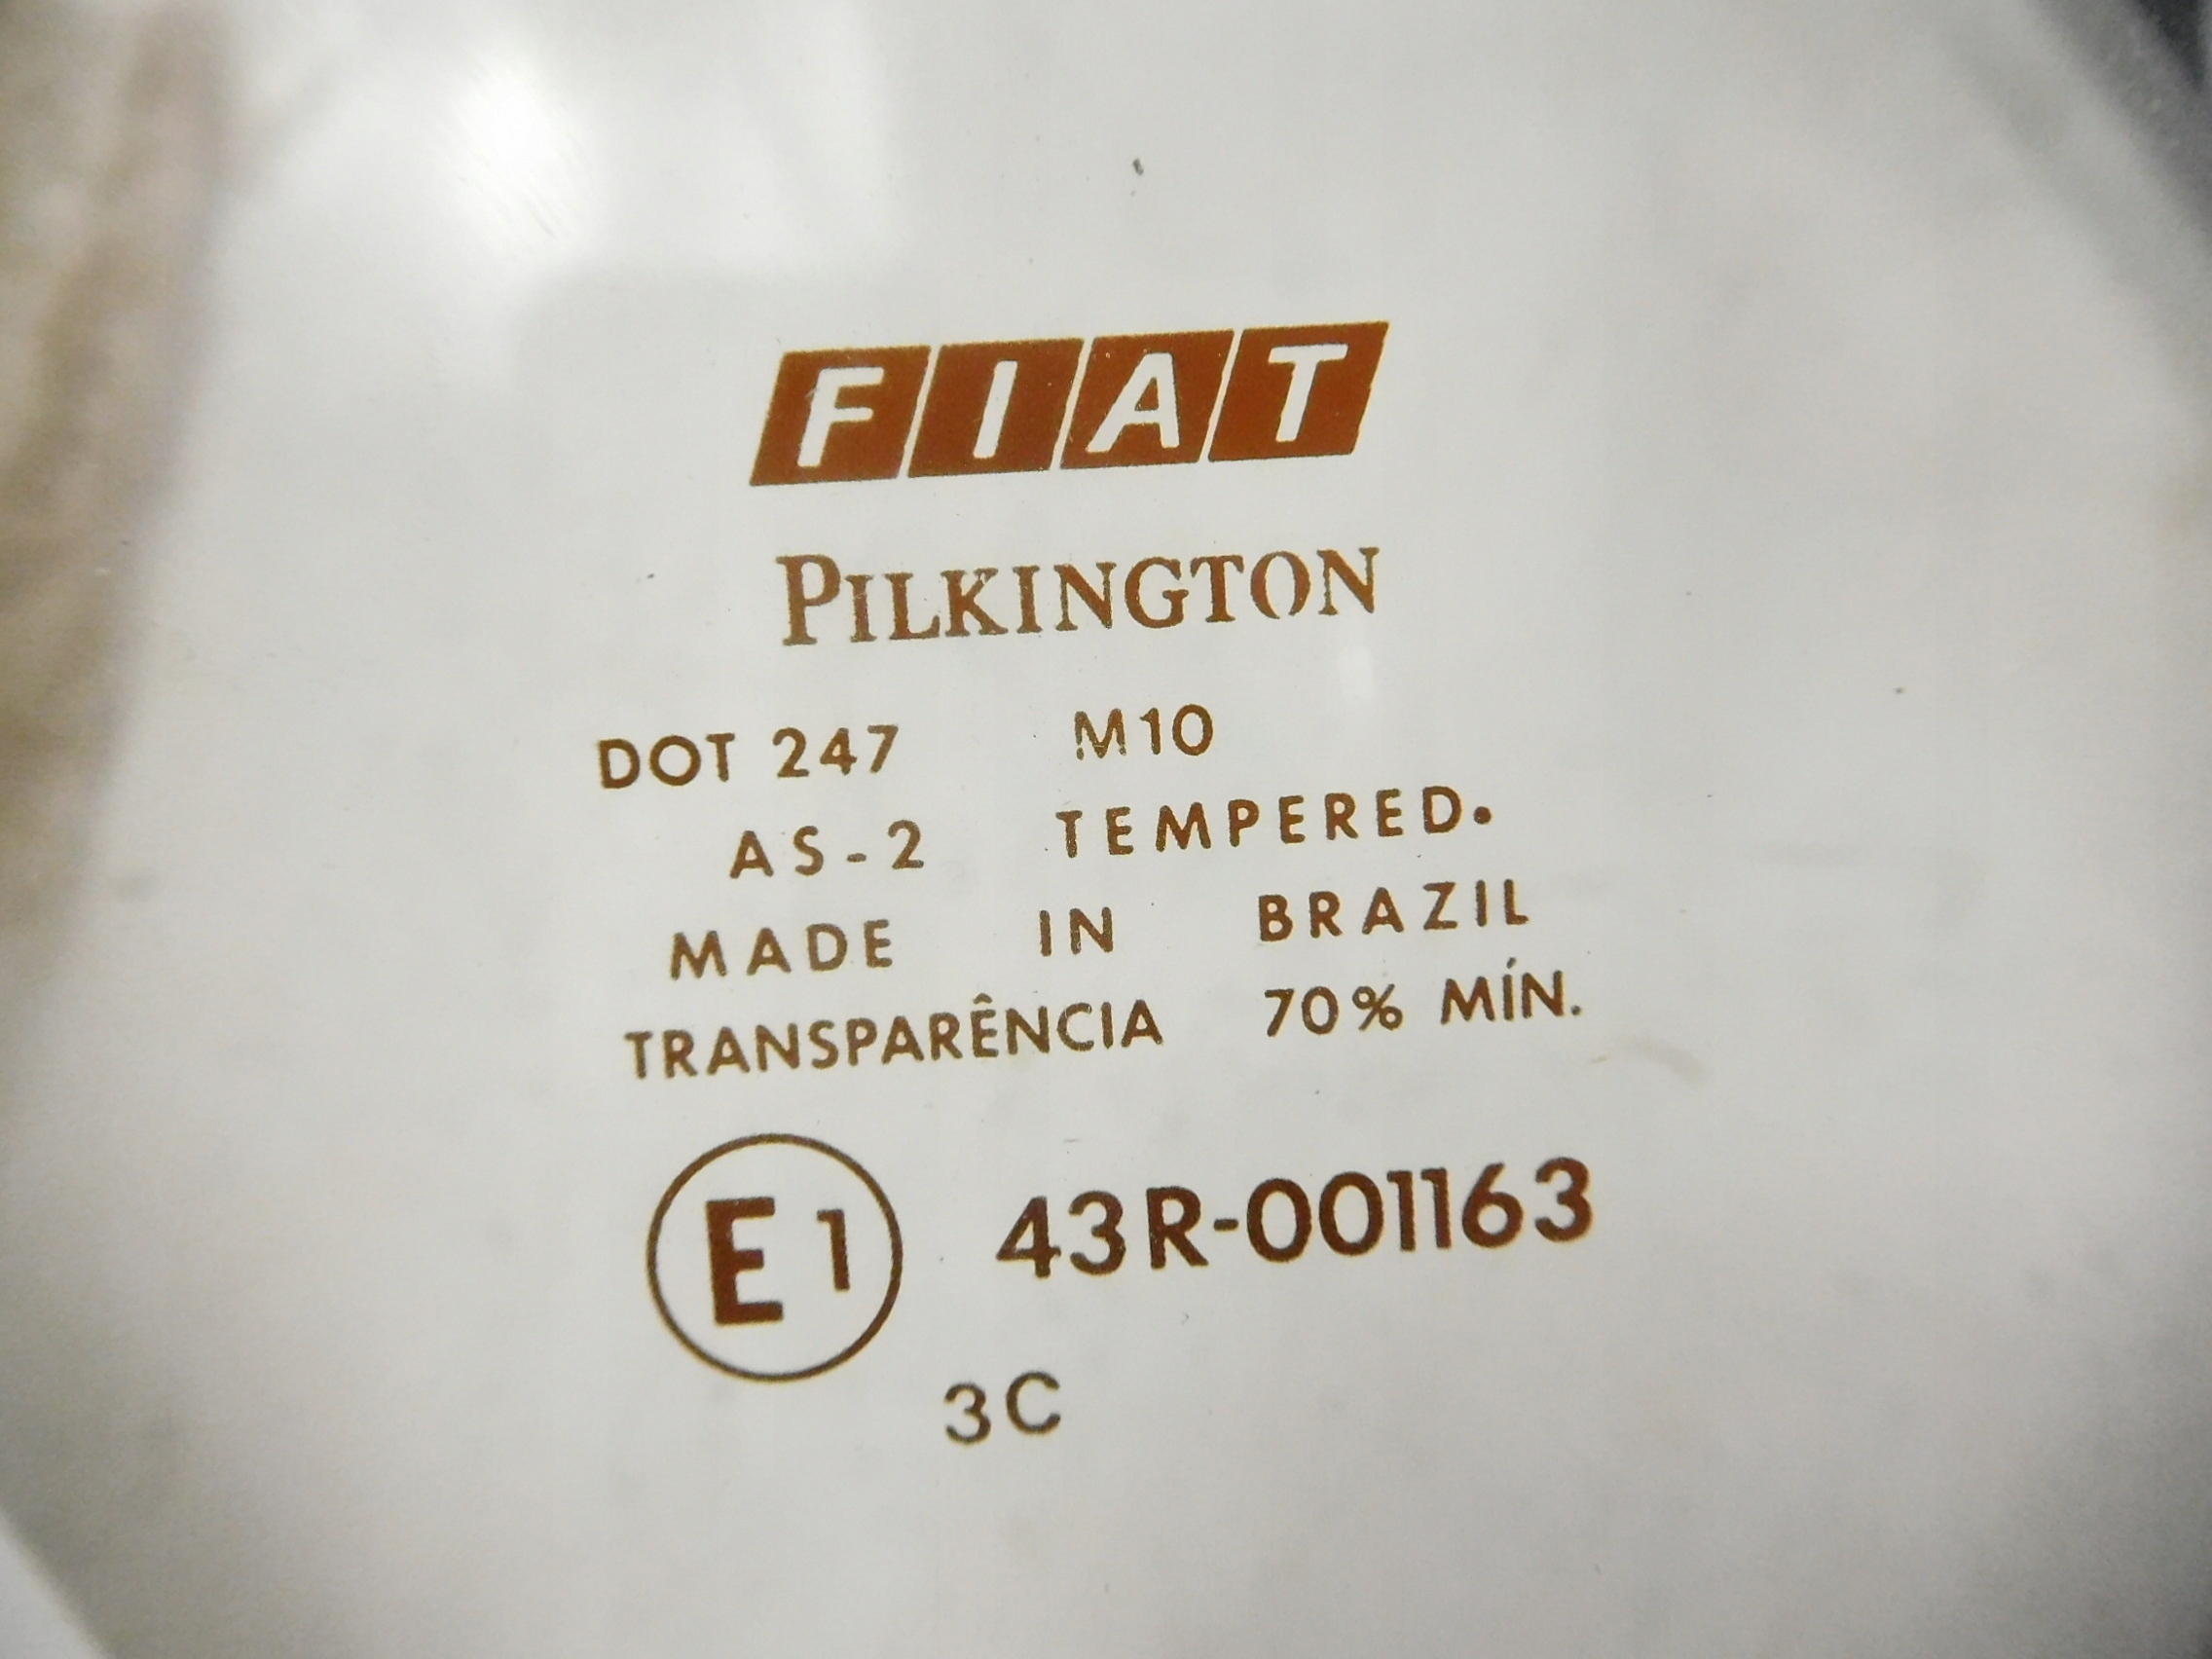 FIAT
PILKINGTON
DOT 247 M10
AS-2 TEMPERED.
MADE IN BRAZIL
TRANSPARÊNCIA 70% MÍN.
E1 43R-001163
3C